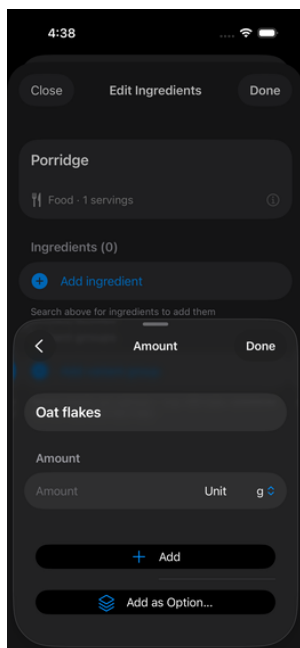 4:38
Close Edit Ingredients Done
Porridge
Food · 1 servings
Ingredients (0)
Add ingredient
Search above for ingredients to add them
Amount Done
Oat flakes
Amount
Amount Unit g
Add
Add as Option...